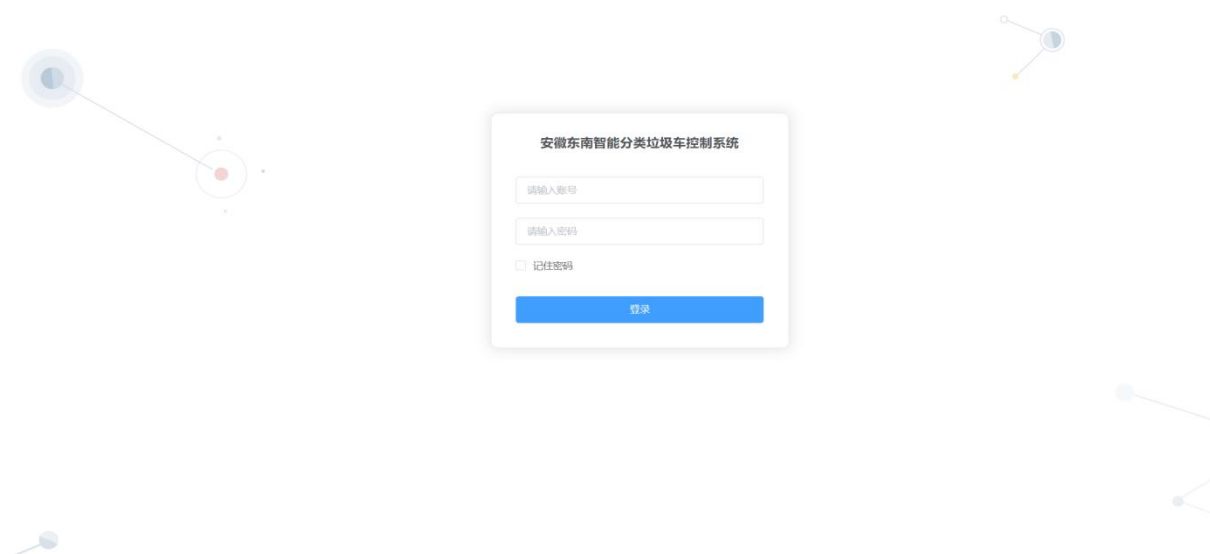 安徽东南智能分类垃圾车控制系统
请输入账号
请输入密码
记住密码
登录